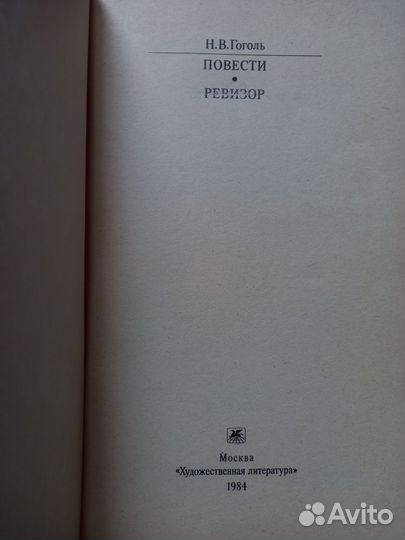 Н.В.Гоголь
ПОВЕСТИ
•
РЕВИЗОР
Москва
«Художественная литература»
1984
Avito